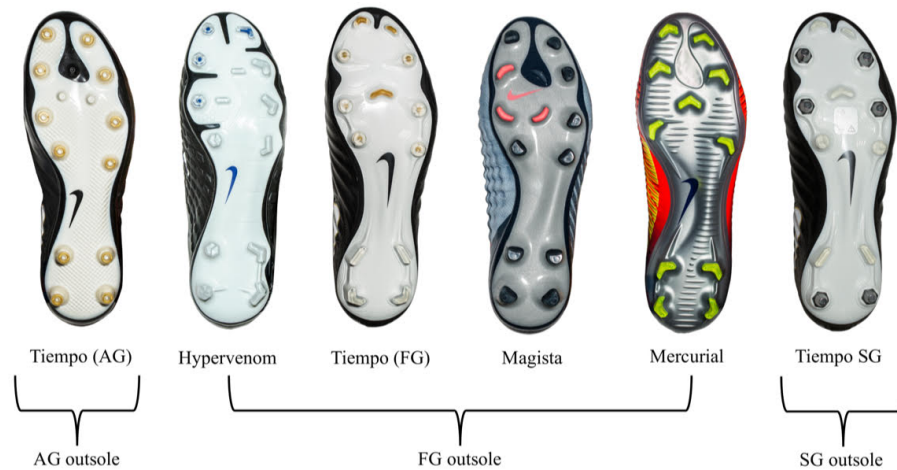 Tiempo (AG)
Hypervenom
Tiempo (FG)
Magista
Mercurial
Tiempo SG
AG outsole
FG outsole
SG outsole